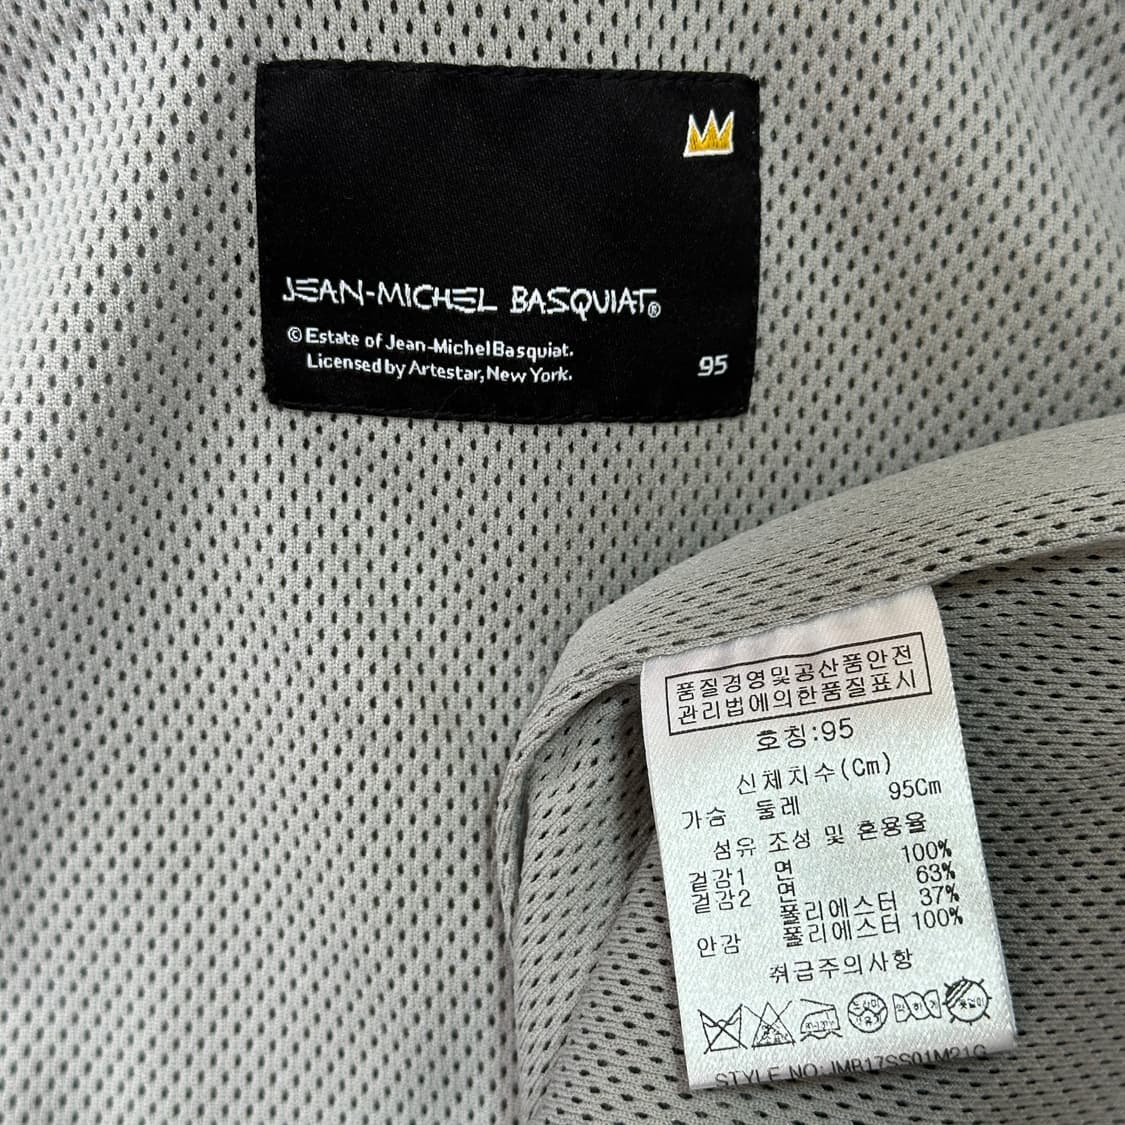 JEAN-MICHEL BASQUIAT®
© Estate of Jean-Michel Basquiat.
Licensed by Artestar, New York.
95
품질경영및공산품안전
관리법에의한품질표시
호칭:95
신체치수(Cm)
가슴 둘레 95Cm
섬유 조성 및 혼용율
겉감1 면 100%
겉감2 면 63%
폴리에스터 37%
안감 폴리에스터 100%
취급주의사항
STYLE NO:JMB17SS01M21G